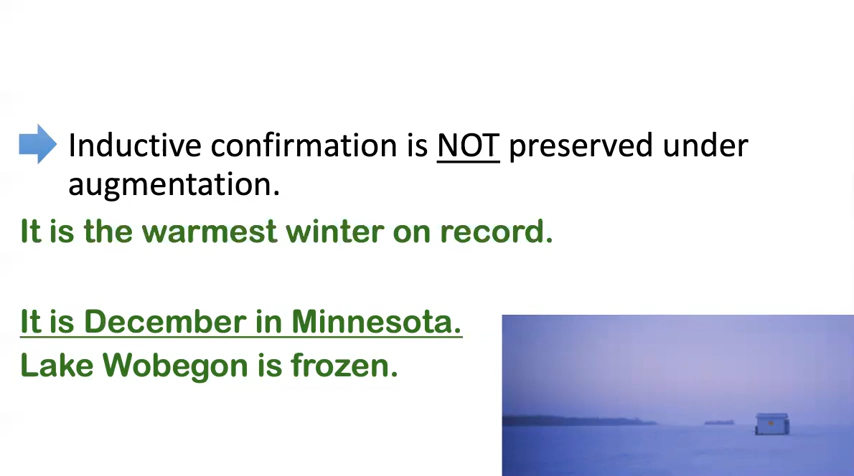 Inductive confirmation is NOT preserved under
augmentation.
It is the warmest winter on record.
It is December in Minnesota.
Lake Wobegon is frozen.